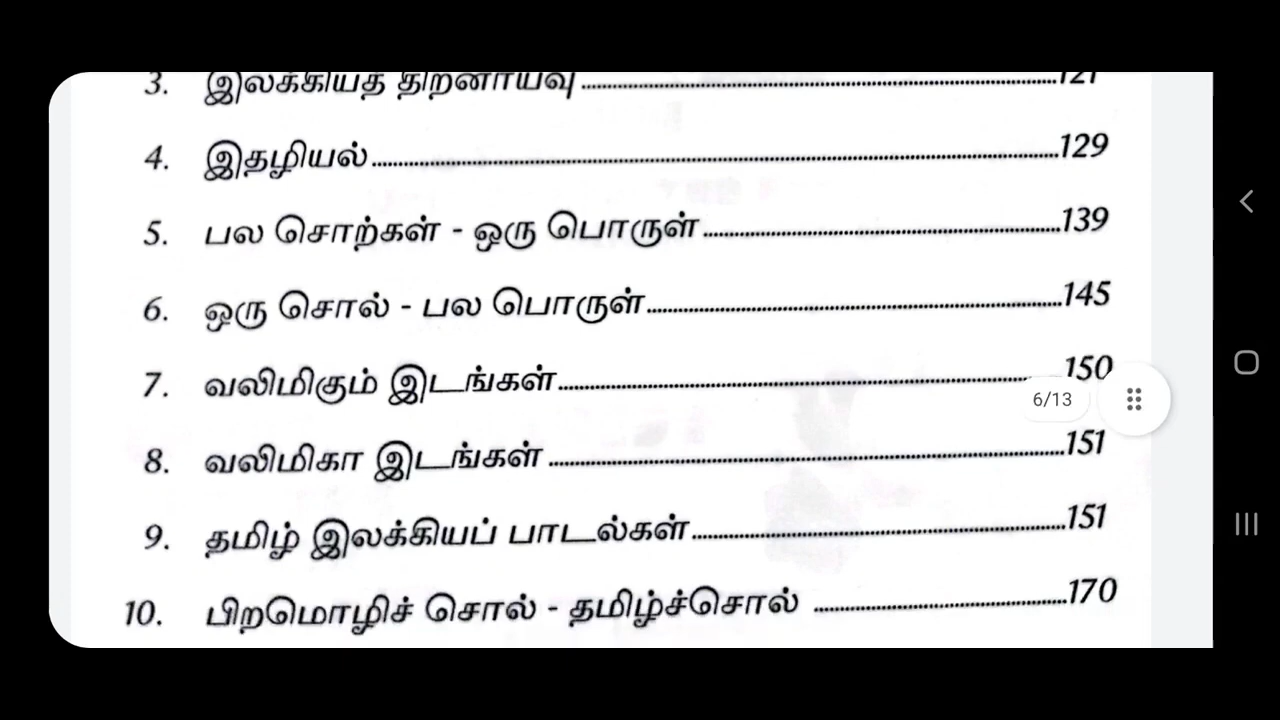 3. இலக்கியத் திறனாய்வு ........ 121
4. இதழியல் ........ 129
5. பல சொற்கள் - ஒரு பொருள் ........ 139
6. ஒரு சொல் - பல பொருள் ........ 145
7. வலிமிகும் இடங்கள் ........ 150
6/13
8. வலிமிகா இடங்கள் ........ 151
9. தமிழ் இலக்கியப் பாடல்கள் ........ 151
10. பிறமொழிச் சொல் - தமிழ்ச்சொல் ........ 170